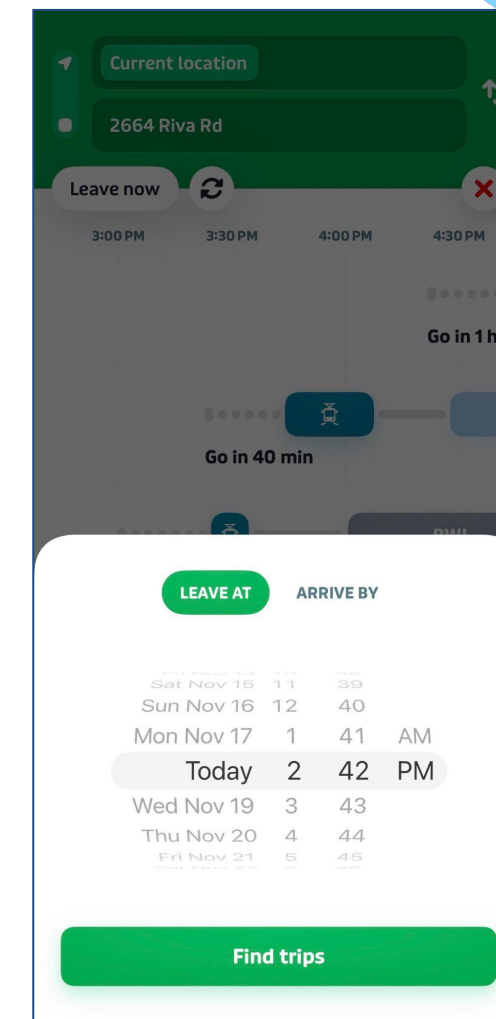 Current location
2664 Riva Rd
Leave now
3:00 PM 3:30 PM 4:00 PM 4:30 PM
Go in 1 h
Go in 40 min
LEAVE AT ARRIVE BY
Sat Nov 15 11 39
Sun Nov 16 12 40
Mon Nov 17 1 41 AM
Today 2 42 PM
Wed Nov 19 3 43
Thu Nov 20 4 44
Fri Nov 21 5 45
Find trips